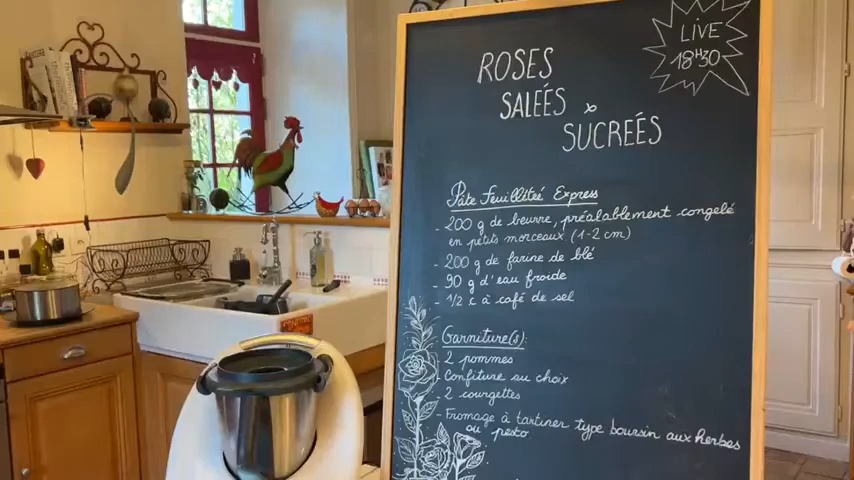 LIVE
18H30
ROSES
SALÉES &
SUCREÉS
Pâte Feuilliteé Express
- 200 g de beurre, préalablement congelé
en petits morceaux (1-2 cm)
- 200 g de farine de blé
- 90 g d'eau froide
- 1/2 c à café de sel
Garniture(s):
- 2 pommes
- Confiture au choix
- 2 courgettes
- Fromage à tartiner type boursin aux herbes
ou pesto